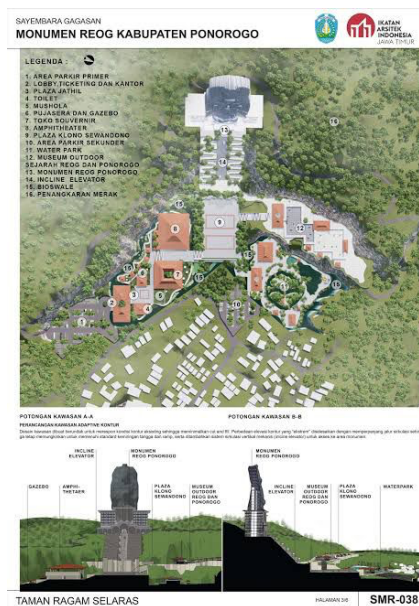 SAYEMBARA GAGASAN
MONUMEN REOG KABUPATEN PONOROGO
IKATAN
ARSITEK
INDONESIA
JAWA TIMUR
LEGENDA :
1. AREA PARKIR PRIMER
2. LOBBY,TICKETING DAN KANTOR
3. PLAZA JATHIL
4. TOILET
5. MUSHOLA
6. PUJASERA DAN GAZEBO
7. TOKO SOUVERNIR
8. AMPHITHEATER
9. PLAZA KLONO SEWANDONO
10. AREA PARKIR SEKUNDER
11. WATER PARK
12. MUSEUM OUTDOOR
SEJARAH REOG DAN PONOROGO
13. MONUMEN REOG PONOROGO
14. INCLINE ELEVATOR
15. BIOSWALE
16. PENANGKARAN MERAK
POTONGAN KAWASAN A-A
POTONGAN KAWASAN B-B
PERANCANGAN KAWASAN ADAPTIVE KONTUR
INCLINE
ELEVATOR
MONUMEN
REOG PONOROGO
GAZEBO
AMPHI-
THETAER
PLAZA
KLONO
SEWANDONO
MUSEUM
OUTDOOR
REOG DAN
PONOROGO
MONUMEN
REOG PONOROGO
INCLINE
ELEVATOR
MUSEUM
OUTDOOR
REOG DAN
PONOROGO
PLAZA
KLONO
SEWANDONO
WATERPARK
TAMAN RAGAM SELARAS
HALAMAN 3/6
SMR-038